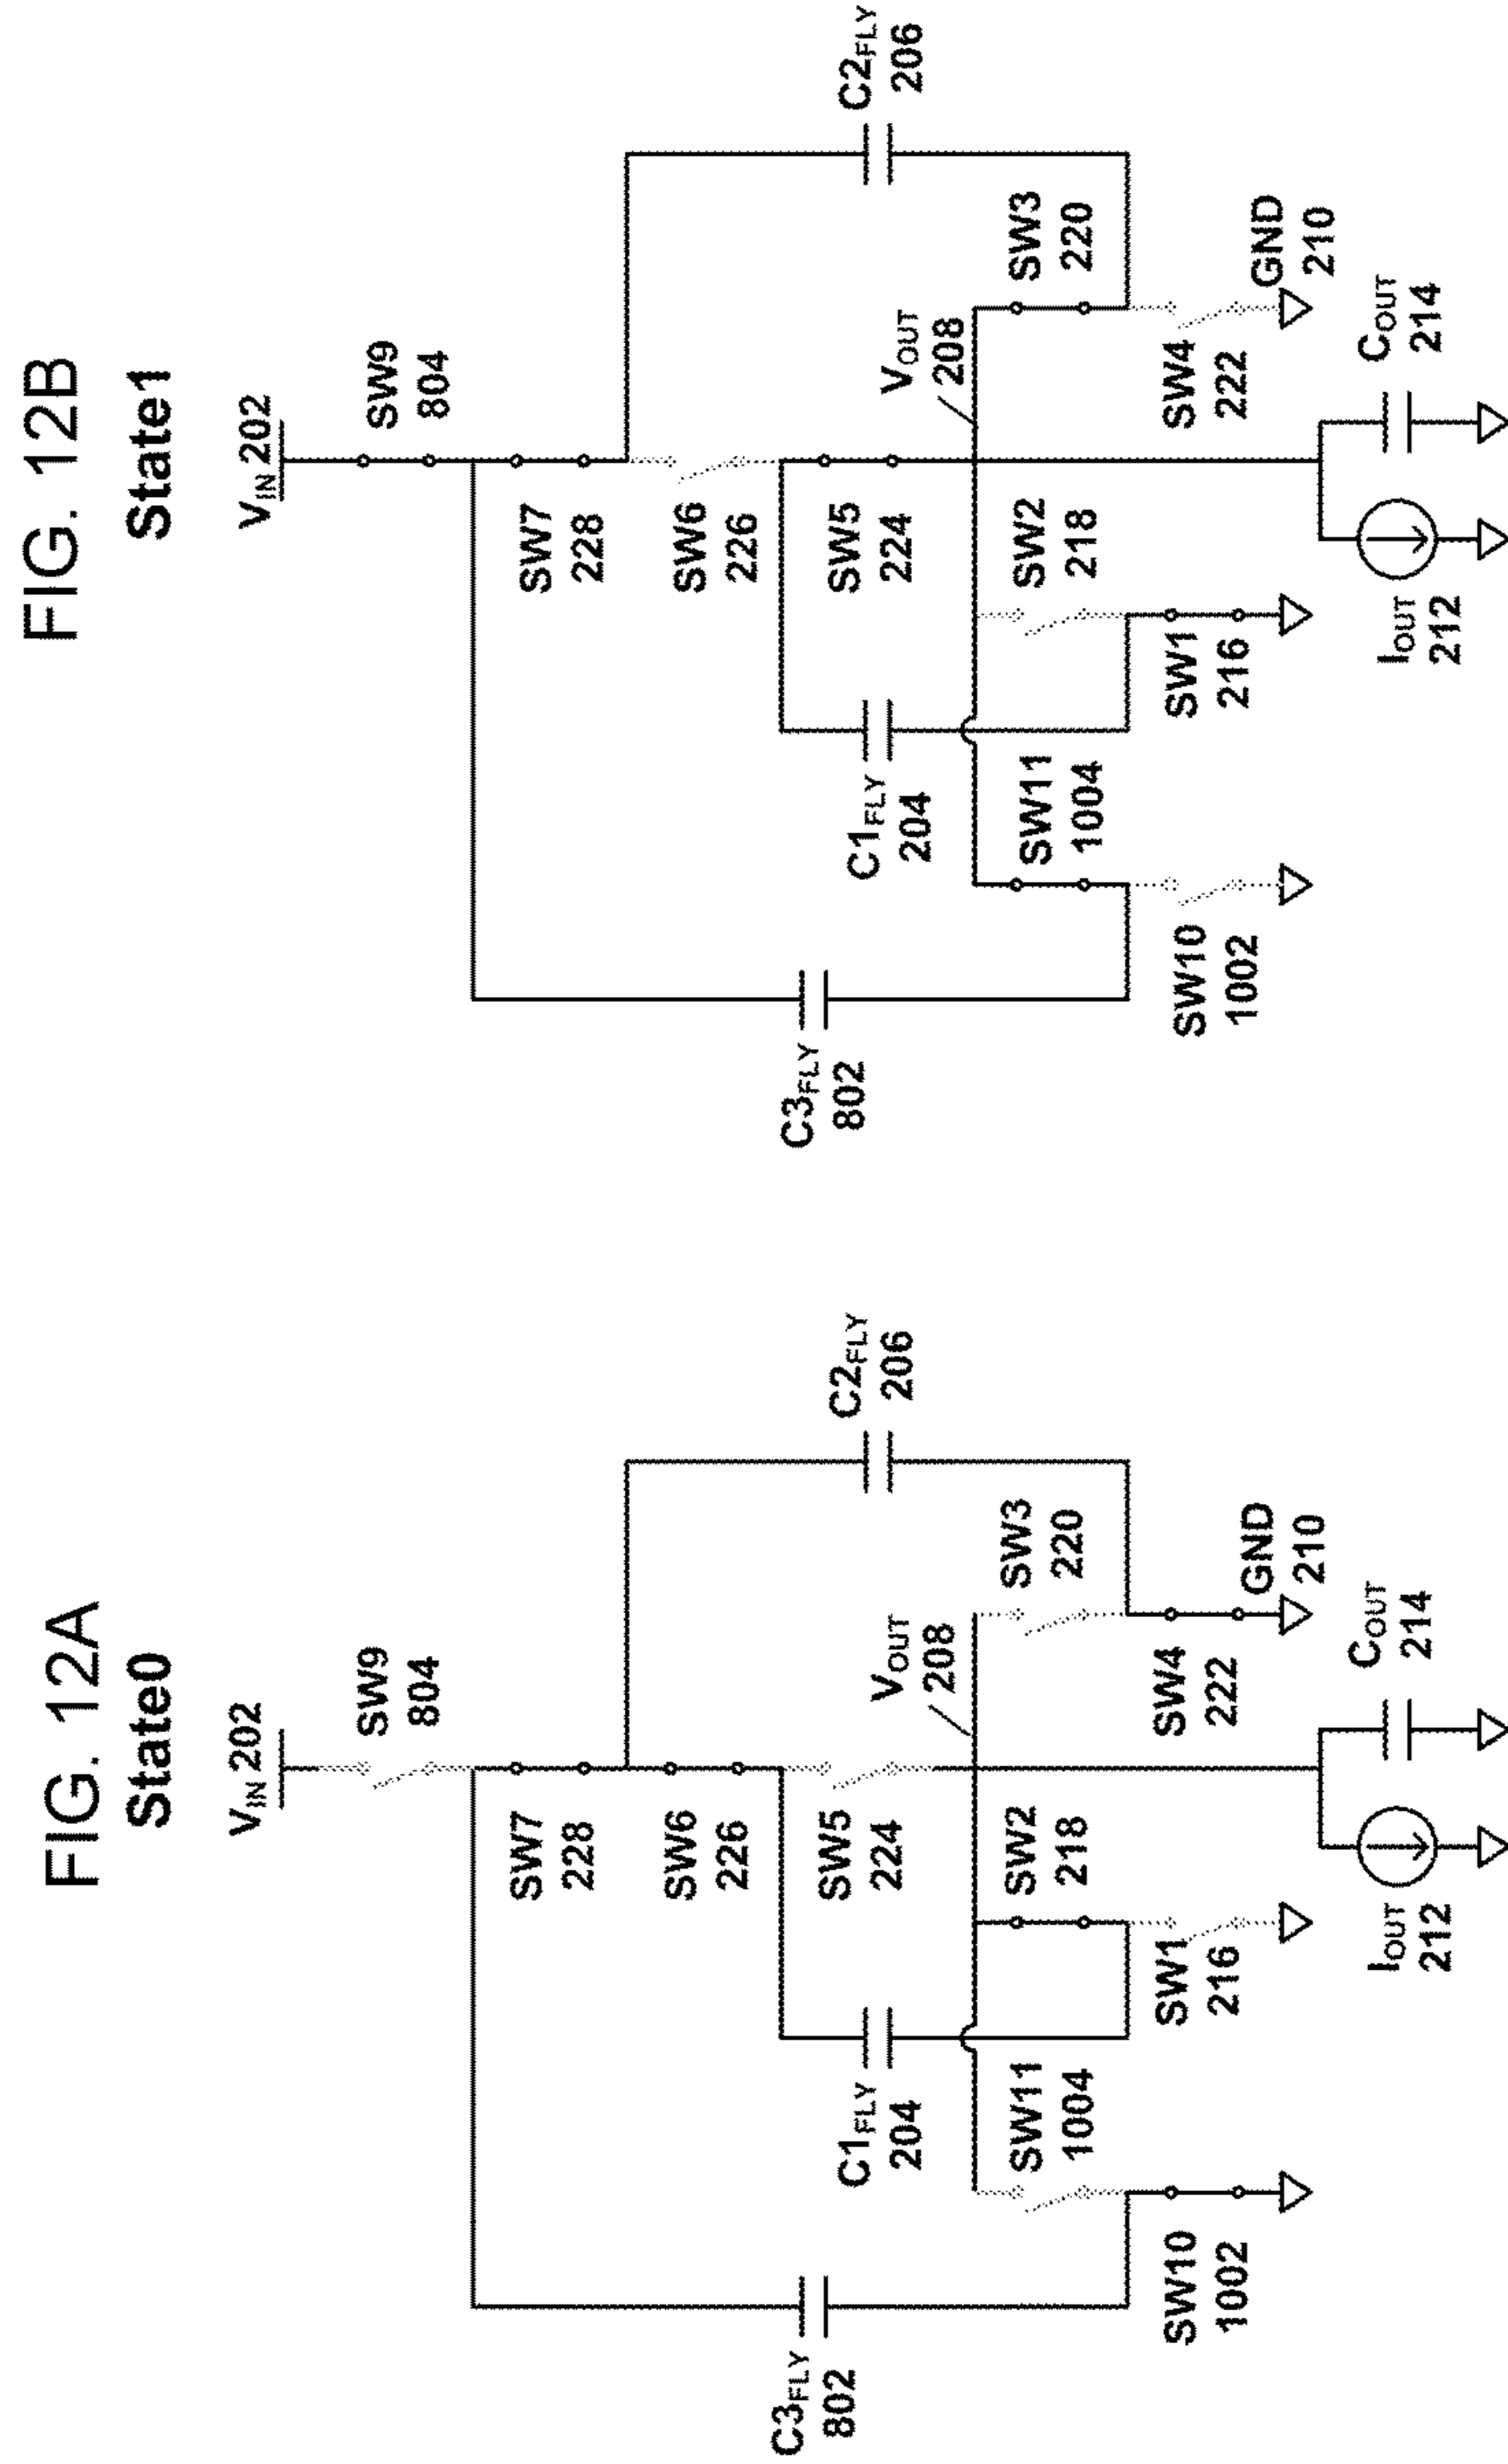 FIG. 12A
State0
VIN 202
SW9
804
SW7
228
SW6
226
SW5
224
C3FLY
802
C1FLY
204
C2FLY
206
VOUT
208
SW11
1004
SW2
218
SW3
220
SW10
1002
SW1
216
SW4
222
GND
210
IOUT
212
COUT
214
FIG. 12B
State1
VIN 202
SW9
804
SW7
228
SW6
226
SW5
224
C3FLY
802
C1FLY
204
C2FLY
206
VOUT
208
SW11
1004
SW2
218
SW3
220
SW10
1002
SW1
216
SW4
222
GND
210
IOUT
212
COUT
214